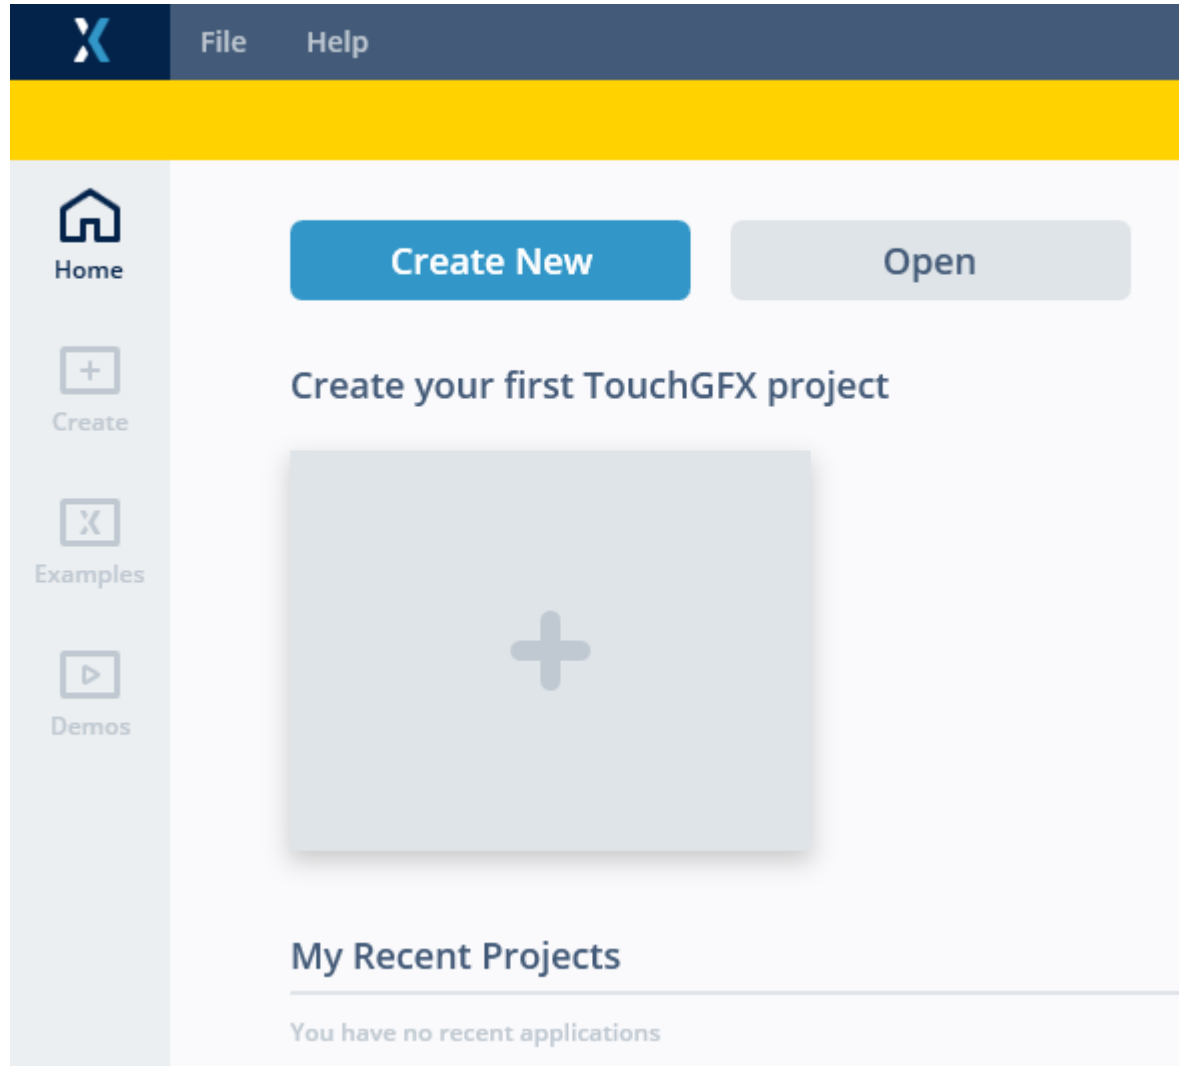 File Help
Home
Create New
Open
Create
Create your first TouchGFX project
Examples
Demos
My Recent Projects
You have no recent applications